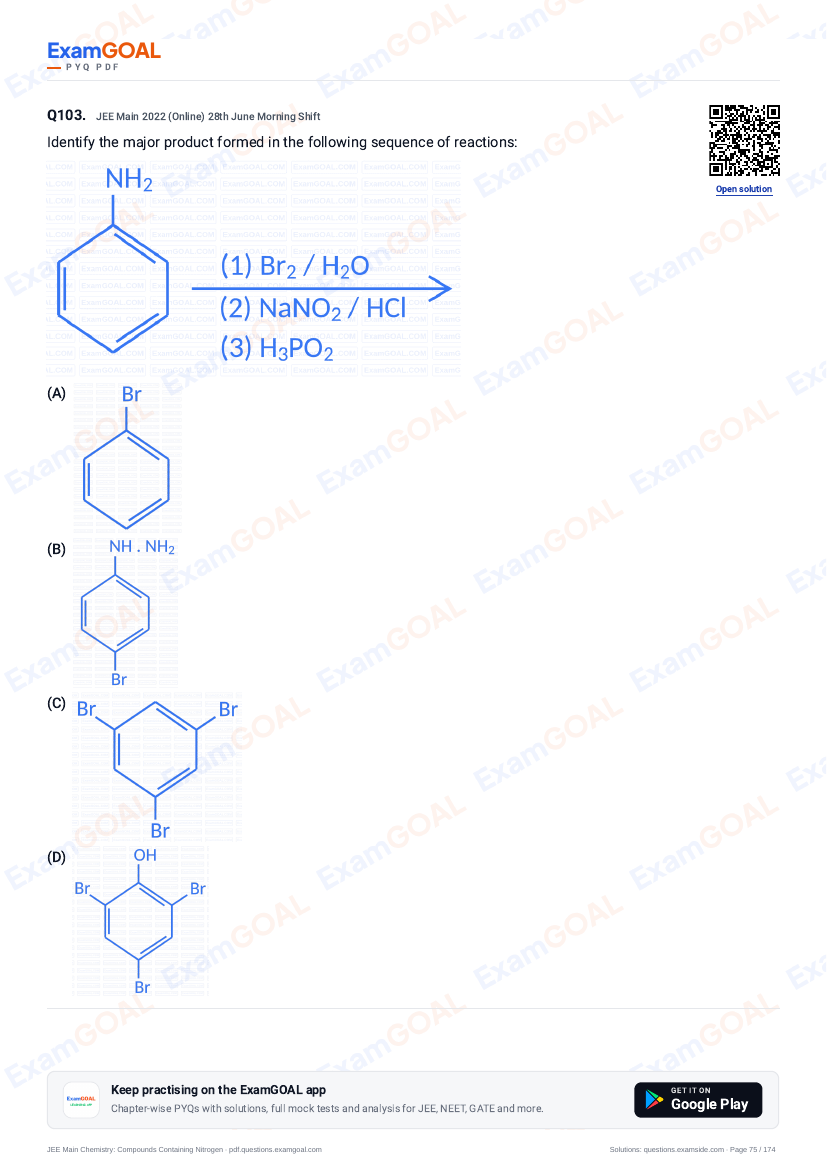 ExamGOAL
PYQ PDF
Q103. JEE Main 2022 (Online) 28th June Morning Shift
Identify the major product formed in the following sequence of reactions:
Open solution
NH₂
(1) Br₂ / H₂O
(2) NaNO₂ / HCl
(3) H₃PO₂
(A)
Br
(B)
NH . NH₂
Br
(C)
Br Br
Br
(D)
OH
Br Br
Br
Keep practising on the ExamGOAL app
Chapter-wise PYQs with solutions, full mock tests and analysis for JEE, NEET, GATE and more.
GET IT ON
Google Play
JEE Main Chemistry: Compounds Containing Nitrogen · pdf.questions.examgoal.com
Solutions: questions.examside.com · Page 75 / 174